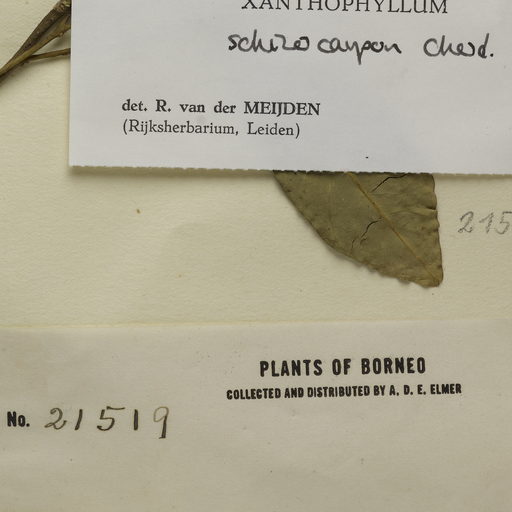 XANTHOPHYLLUM
schizocarpon Chod.
det. R. van der MEIJDEN
(Rijksherbarium, Leiden)
215
PLANTS OF BORNEO
COLLECTED AND DISTRIBUTED BY A. D. E. ELMER
No. 21519